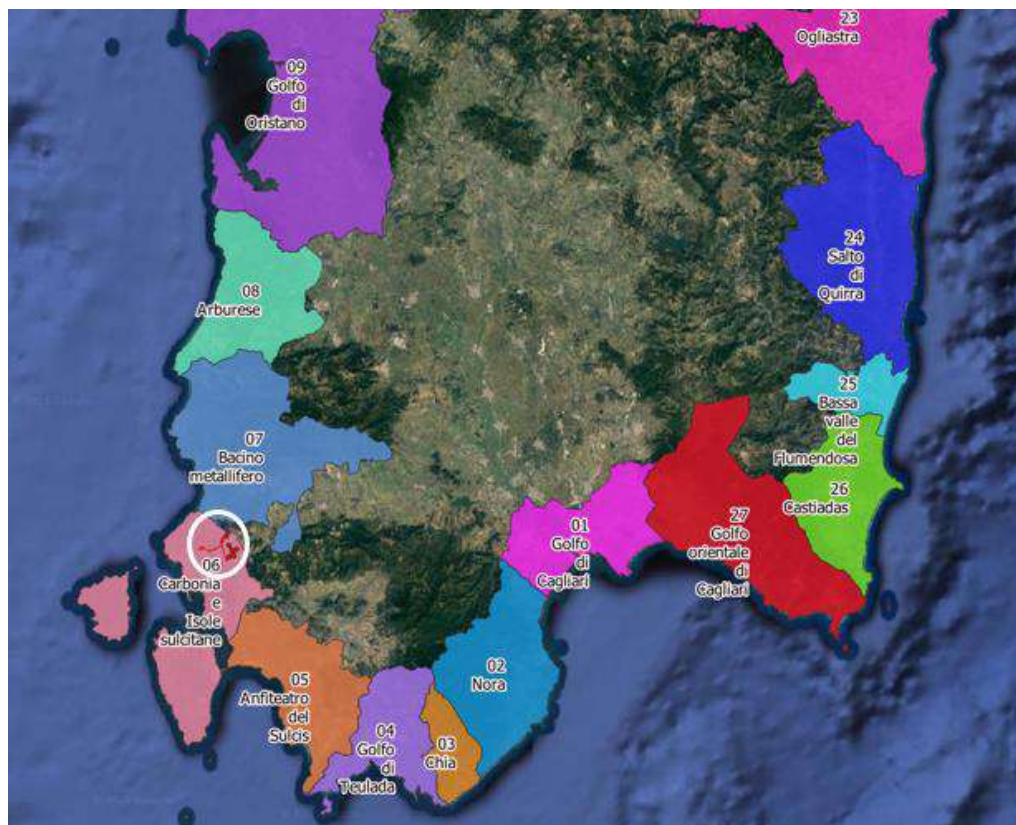 23
Ogliastra
09
Golfo
di
Oristano
24
Salto
di
Quirra
08
Arburese
25
Bassa
valle
del
Flumendosa
07
Bacino
metallifero
26
Castiadas
01
Golfo
di
Cagliari
27
Golfo
orientale
di
Cagliari
06
Carbonia
e
Isole
sulcitane
02
Nora
05
Anfiteatro
del
Sulcis
04
Golfo
di
Teulada
03
Chia